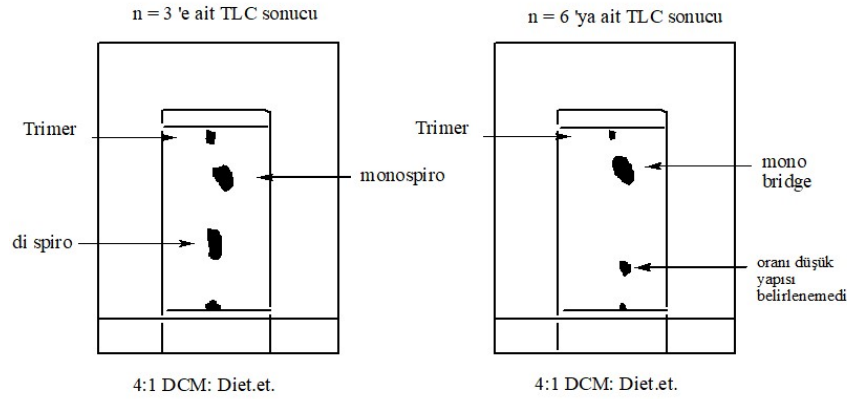 n = 3 'e ait TLC sonucu
Trimer
monospiro
di spiro
4:1 DCM: Diet.et.
n = 6 'ya ait TLC sonucu
Trimer
mono
bridge
oranı düşük
yapısı
belirlenemedi
4:1 DCM: Diet.et.